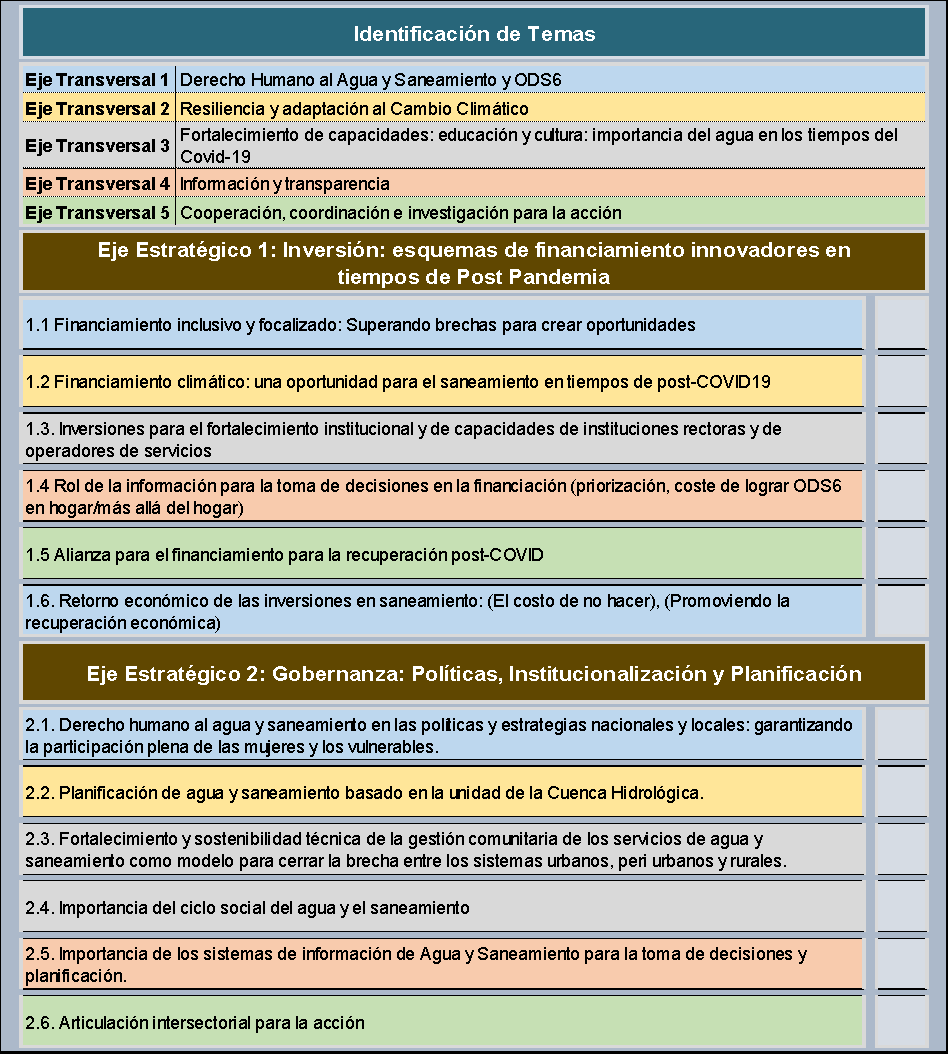 Identificación de Temas
Eje Transversal 1 Derecho Humano al Agua y Saneamiento y ODS6
Eje Transversal 2 Resiliencia y adaptación al Cambio Climático
Eje Transversal 3 Fortalecimiento de capacidades: educación y cultura: importancia del agua en los tiempos del
Covid-19
Eje Transversal 4 Información y transparencia
Eje Transversal 5 Cooperación, coordinación e investigación para la acción
Eje Estratégico 1: Inversión: esquemas de financiamiento innovadores en
tiempos de Post Pandemia
1.1 Financiamiento inclusivo y focalizado: Superando brechas para crear oportunidades
1.2 Financiamiento climático: una oportunidad para el saneamiento en tiempos de post-COVID19
1.3. Inversiones para el fortalecimiento institucional y de capacidades de instituciones rectoras y de
operadores de servicios
1.4 Rol de la información para la toma de decisiones en la financiación (priorización, coste de lograr ODS6
en hogar/más allá del hogar)
1.5 Alianza para el financiamiento para la recuperación post-COVID
1.6. Retorno económico de las inversiones en saneamiento: (El costo de no hacer), (Promoviendo la
recuperación económica)
Eje Estratégico 2: Gobernanza: Políticas, Institucionalización y Planificación
2.1. Derecho humano al agua y saneamiento en las políticas y estrategias nacionales y locales: garantizando
la participación plena de las mujeres y los vulnerables.
2.2. Planificación de agua y saneamiento basado en la unidad de la Cuenca Hidrológica.
2.3. Fortalecimiento y sostenibilidad técnica de la gestión comunitaria de los servicios de agua y
saneamiento como modelo para cerrar la brecha entre los sistemas urbanos, peri urbanos y rurales.
2.4. Importancia del ciclo social del agua y el saneamiento
2.5. Importancia de los sistemas de información de Agua y Saneamiento para la toma de decisiones y
planificación.
2.6. Articulación intersectorial para la acción